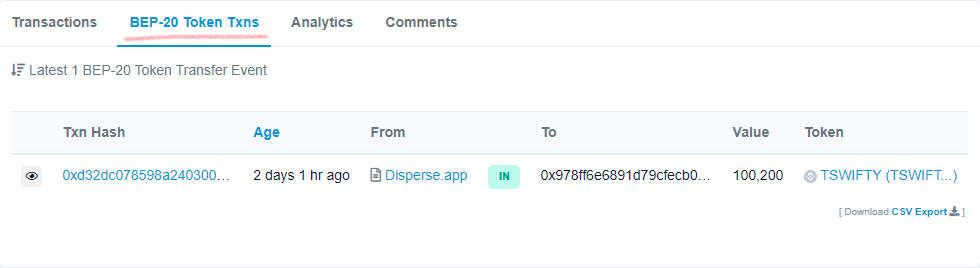 Transactions BEP-20 Token Txns Analytics Comments
Latest 1 BEP-20 Token Transfer Event
Txn Hash Age From To Value Token
0xd32dc078598a240300... 2 days 1 hr ago Disperse.app IN 0x978ff6e6891d79cfecb0... 100,200 TSWIFTY (TSWIFT...)
[ Download CSV Export ]